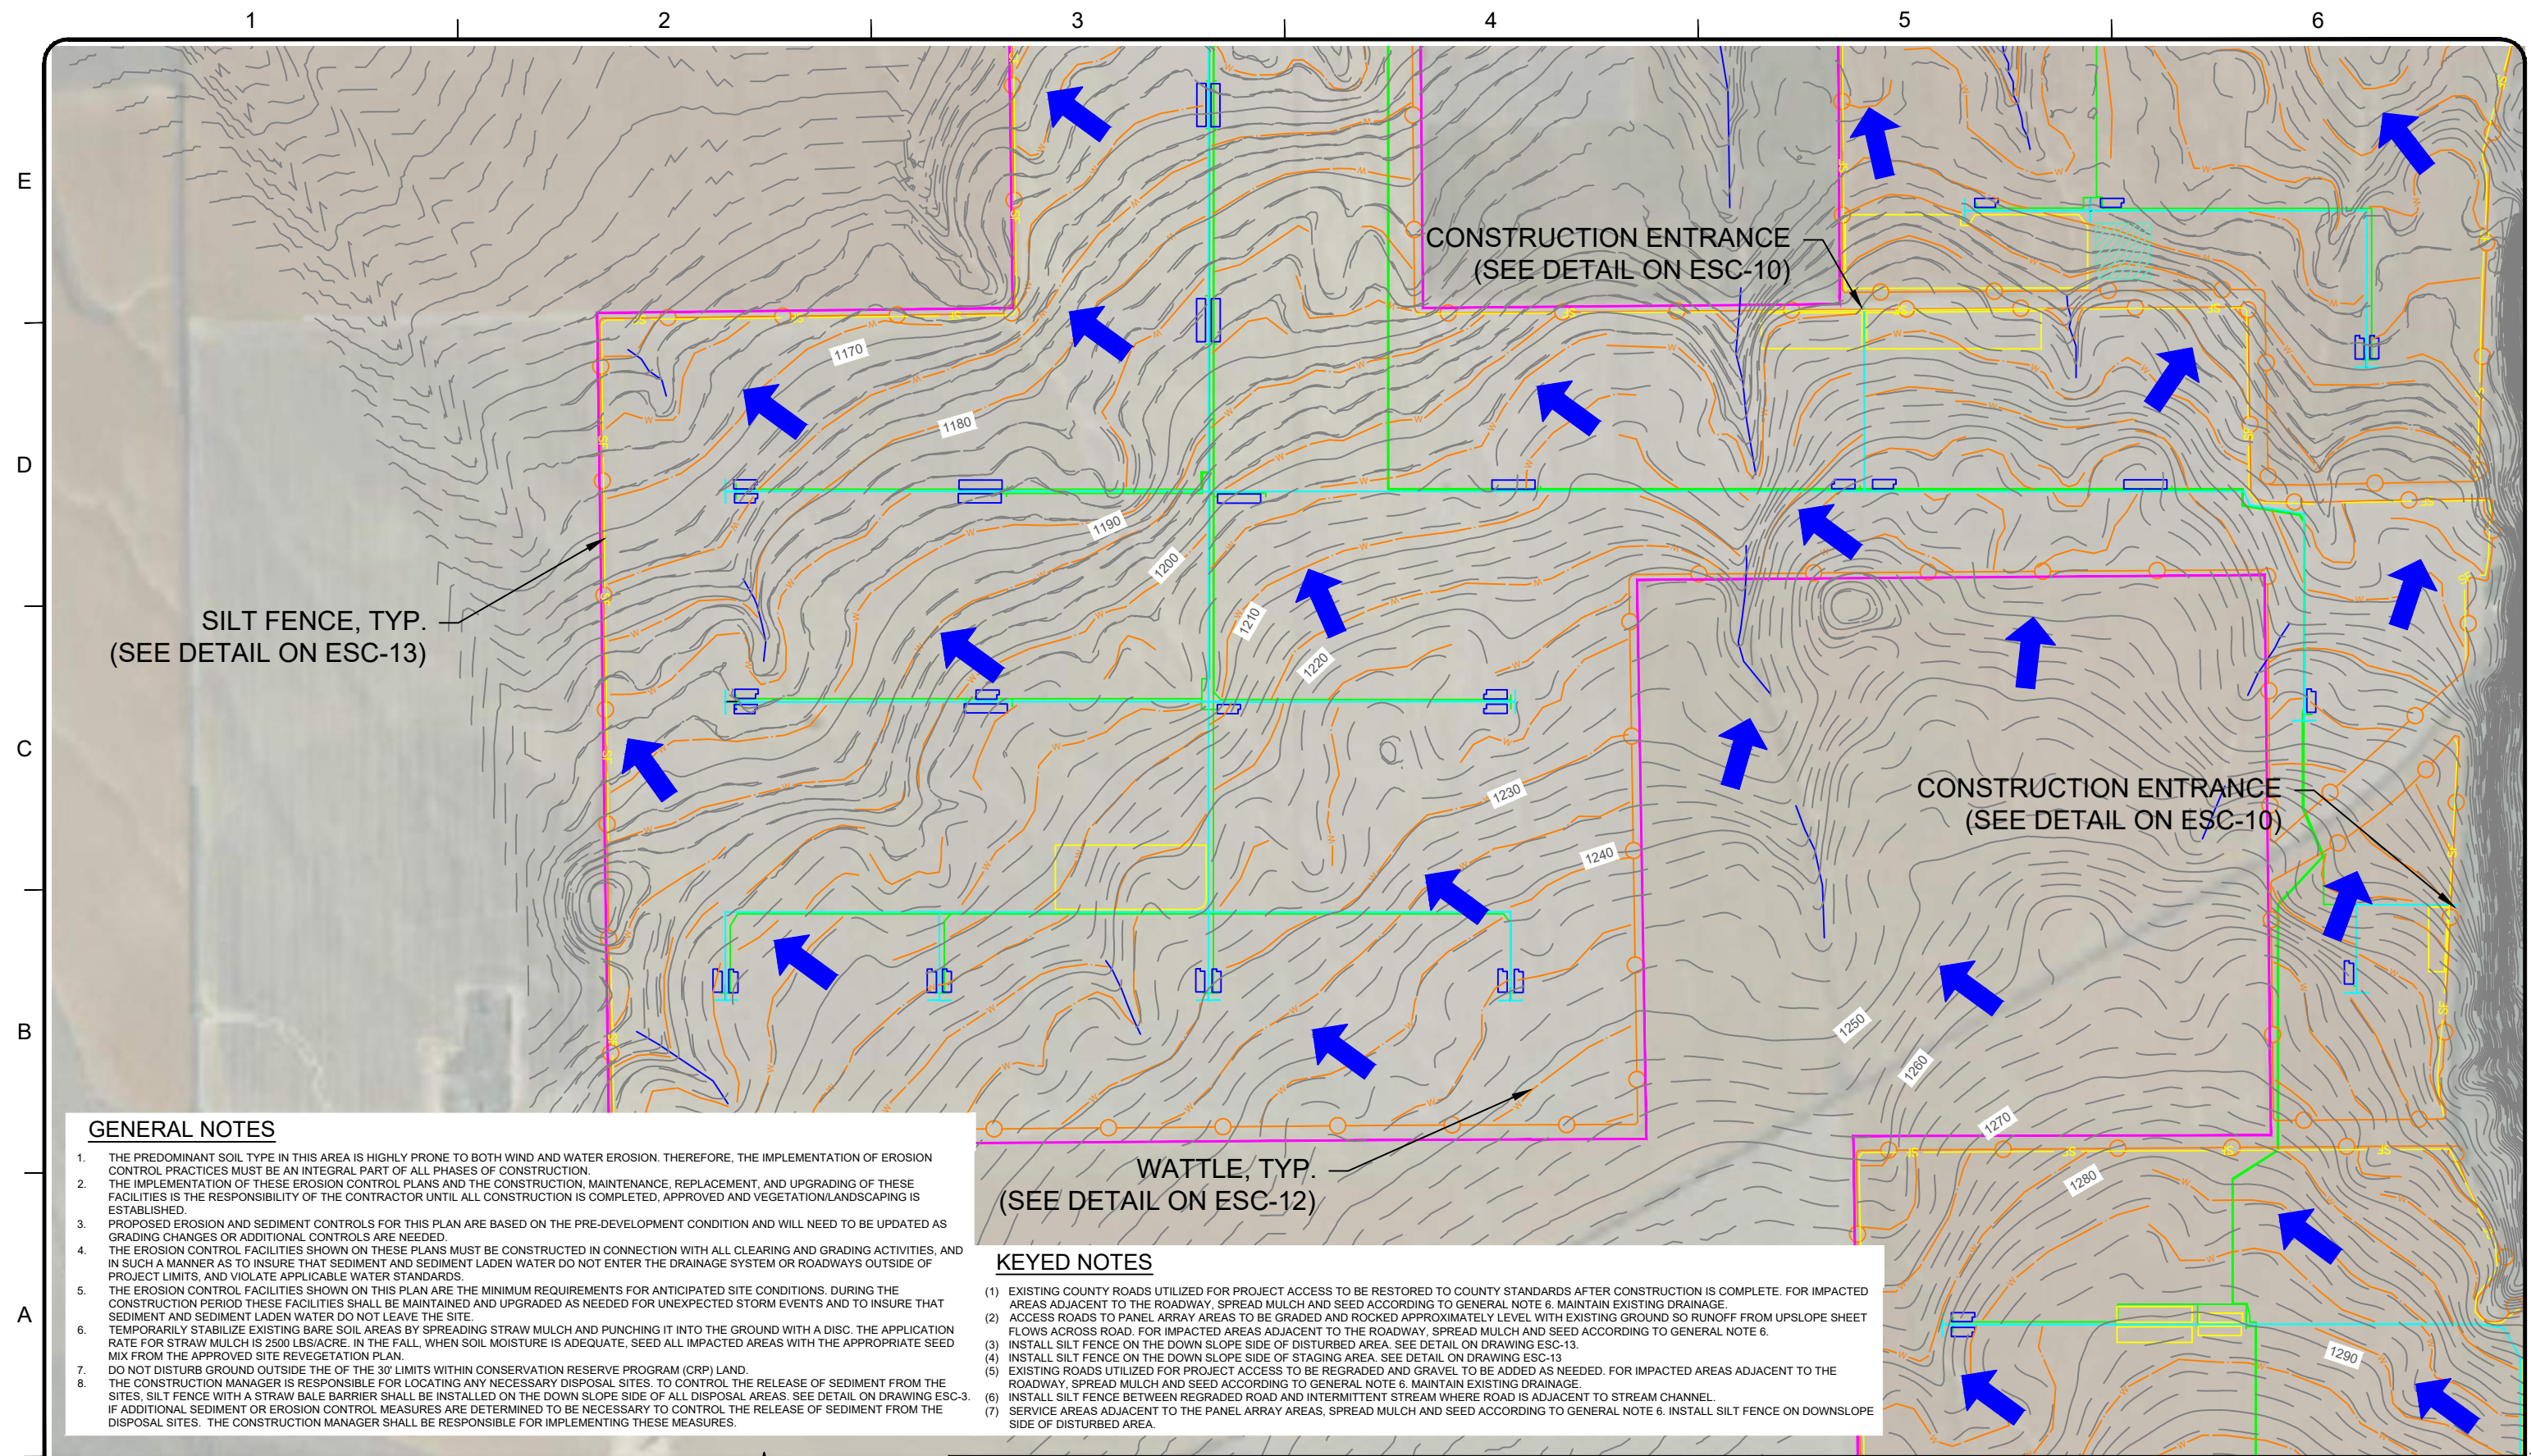 1 2 3 4 5 6
E
CONSTRUCTION ENTRANCE
(SEE DETAIL ON ESC-10)
1170
1180
D
1190
1200
SILT FENCE, TYP.
(SEE DETAIL ON ESC-13)
1210
1220
C
1230
CONSTRUCTION ENTRANCE
(SEE DETAIL ON ESC-10)
1240
B
1250
1260
1270
WATTLE, TYP.
(SEE DETAIL ON ESC-12)
1280
A
1290
SF
W
GENERAL NOTES
1. THE PREDOMINANT SOIL TYPE IN THIS AREA IS HIGHLY PRONE TO BOTH WIND AND WATER EROSION. THEREFORE, THE IMPLEMENTATION OF EROSION
CONTROL PRACTICES MUST BE AN INTEGRAL PART OF ALL PHASES OF CONSTRUCTION.
2. THE IMPLEMENTATION OF THESE EROSION CONTROL PLANS AND THE CONSTRUCTION, MAINTENANCE, REPLACEMENT, AND UPGRADING OF THESE
FACILITIES IS THE RESPONSIBILITY OF THE CONTRACTOR UNTIL ALL CONSTRUCTION IS COMPLETED, APPROVED AND VEGETATION/LANDSCAPING IS
ESTABLISHED.
3. PROPOSED EROSION AND SEDIMENT CONTROLS FOR THIS PLAN ARE BASED ON THE PRE-DEVELOPMENT CONDITION AND WILL NEED TO BE UPDATED AS
GRADING CHANGES OR ADDITIONAL CONTROLS ARE NEEDED.
4. THE EROSION CONTROL FACILITIES SHOWN ON THESE PLANS MUST BE CONSTRUCTED IN CONNECTION WITH ALL CLEARING AND GRADING ACTIVITIES, AND
IN SUCH A MANNER AS TO INSURE THAT SEDIMENT AND SEDIMENT LADEN WATER DO NOT ENTER THE DRAINAGE SYSTEM OR ROADWAYS OUTSIDE OF
PROJECT LIMITS, AND VIOLATE APPLICABLE WATER STANDARDS.
5. THE EROSION CONTROL FACILITIES SHOWN ON THIS PLAN ARE THE MINIMUM REQUIREMENTS FOR ANTICIPATED SITE CONDITIONS. DURING THE
CONSTRUCTION PERIOD THESE FACILITIES SHALL BE MAINTAINED AND UPGRADED AS NEEDED FOR UNEXPECTED STORM EVENTS AND TO INSURE THAT
SEDIMENT AND SEDIMENT LADEN WATER DO NOT LEAVE THE SITE.
6. TEMPORARILY STABILIZE EXISTING BARE SOIL AREAS BY SPREADING STRAW MULCH AND PUNCHING IT INTO THE GROUND WITH A DISC. THE APPLICATION
RATE FOR STRAW MULCH IS 2500 LBS/ACRE. IN THE FALL, WHEN SOIL MOISTURE IS ADEQUATE, SEED ALL IMPACTED AREAS WITH THE APPROPRIATE SEED
MIX FROM THE APPROVED SITE REVEGETATION PLAN.
7. DO NOT DISTURB GROUND OUTSIDE THE OF THE 30' LIMITS WITHIN CONSERVATION RESERVE PROGRAM (CRP) LAND.
8. THE CONSTRUCTION MANAGER IS RESPONSIBLE FOR LOCATING ANY NECESSARY DISPOSAL SITES. TO CONTROL THE RELEASE OF SEDIMENT FROM THE
SITES, SILT FENCE WITH A STRAW BALE BARRIER SHALL BE INSTALLED ON THE DOWN SLOPE SIDE OF ALL DISPOSAL AREAS. SEE DETAIL ON DRAWING ESC-3.
IF ADDITIONAL SEDIMENT OR EROSION CONTROL MEASURES ARE DETERMINED TO BE NECESSARY TO CONTROL THE RELEASE OF SEDIMENT FROM THE
DISPOSAL SITES. THE CONSTRUCTION MANAGER SHALL BE RESPONSIBLE FOR IMPLEMENTING THESE MEASURES.
KEYED NOTES
(1) EXISTING COUNTY ROADS UTILIZED FOR PROJECT ACCESS TO BE RESTORED TO COUNTY STANDARDS AFTER CONSTRUCTION IS COMPLETE. FOR IMPACTED
AREAS ADJACENT TO THE ROADWAY, SPREAD MULCH AND SEED ACCORDING TO GENERAL NOTE 6. MAINTAIN EXISTING DRAINAGE.
(2) ACCESS ROADS TO PANEL ARRAY AREAS TO BE GRADED AND ROCKED APPROXIMATELY LEVEL WITH EXISTING GROUND SO RUNOFF FROM UPSLOPE SHEET
FLOWS ACROSS ROAD. FOR IMPACTED AREAS ADJACENT TO THE ROADWAY, SPREAD MULCH AND SEED ACCORDING TO GENERAL NOTE 6.
(3) INSTALL SILT FENCE ON THE DOWN SLOPE SIDE OF DISTURBED AREA. SEE DETAIL ON DRAWING ESC-13.
(4) INSTALL SILT FENCE ON THE DOWN SLOPE SIDE OF STAGING AREA. SEE DETAIL ON DRAWING ESC-13
(5) EXISTING ROADS UTILIZED FOR PROJECT ACCESS TO BE REGRADED AND GRAVEL TO BE ADDED AS NEEDED. FOR IMPACTED AREAS ADJACENT TO THE
ROADWAY, SPREAD MULCH AND SEED ACCORDING TO GENERAL NOTE 6. MAINTAIN EXISTING DRAINAGE.
(6) INSTALL SILT FENCE BETWEEN REGRADED ROAD AND INTERMITTENT STREAM WHERE ROAD IS ADJACENT TO STREAM CHANNEL.
(7) SERVICE AREAS ADJACENT TO THE PANEL ARRAY AREAS, SPREAD MULCH AND SEED ACCORDING TO GENERAL NOTE 6. INSTALL SILT FENCE ON DOWNSLOPE
SIDE OF DISTURBED AREA.